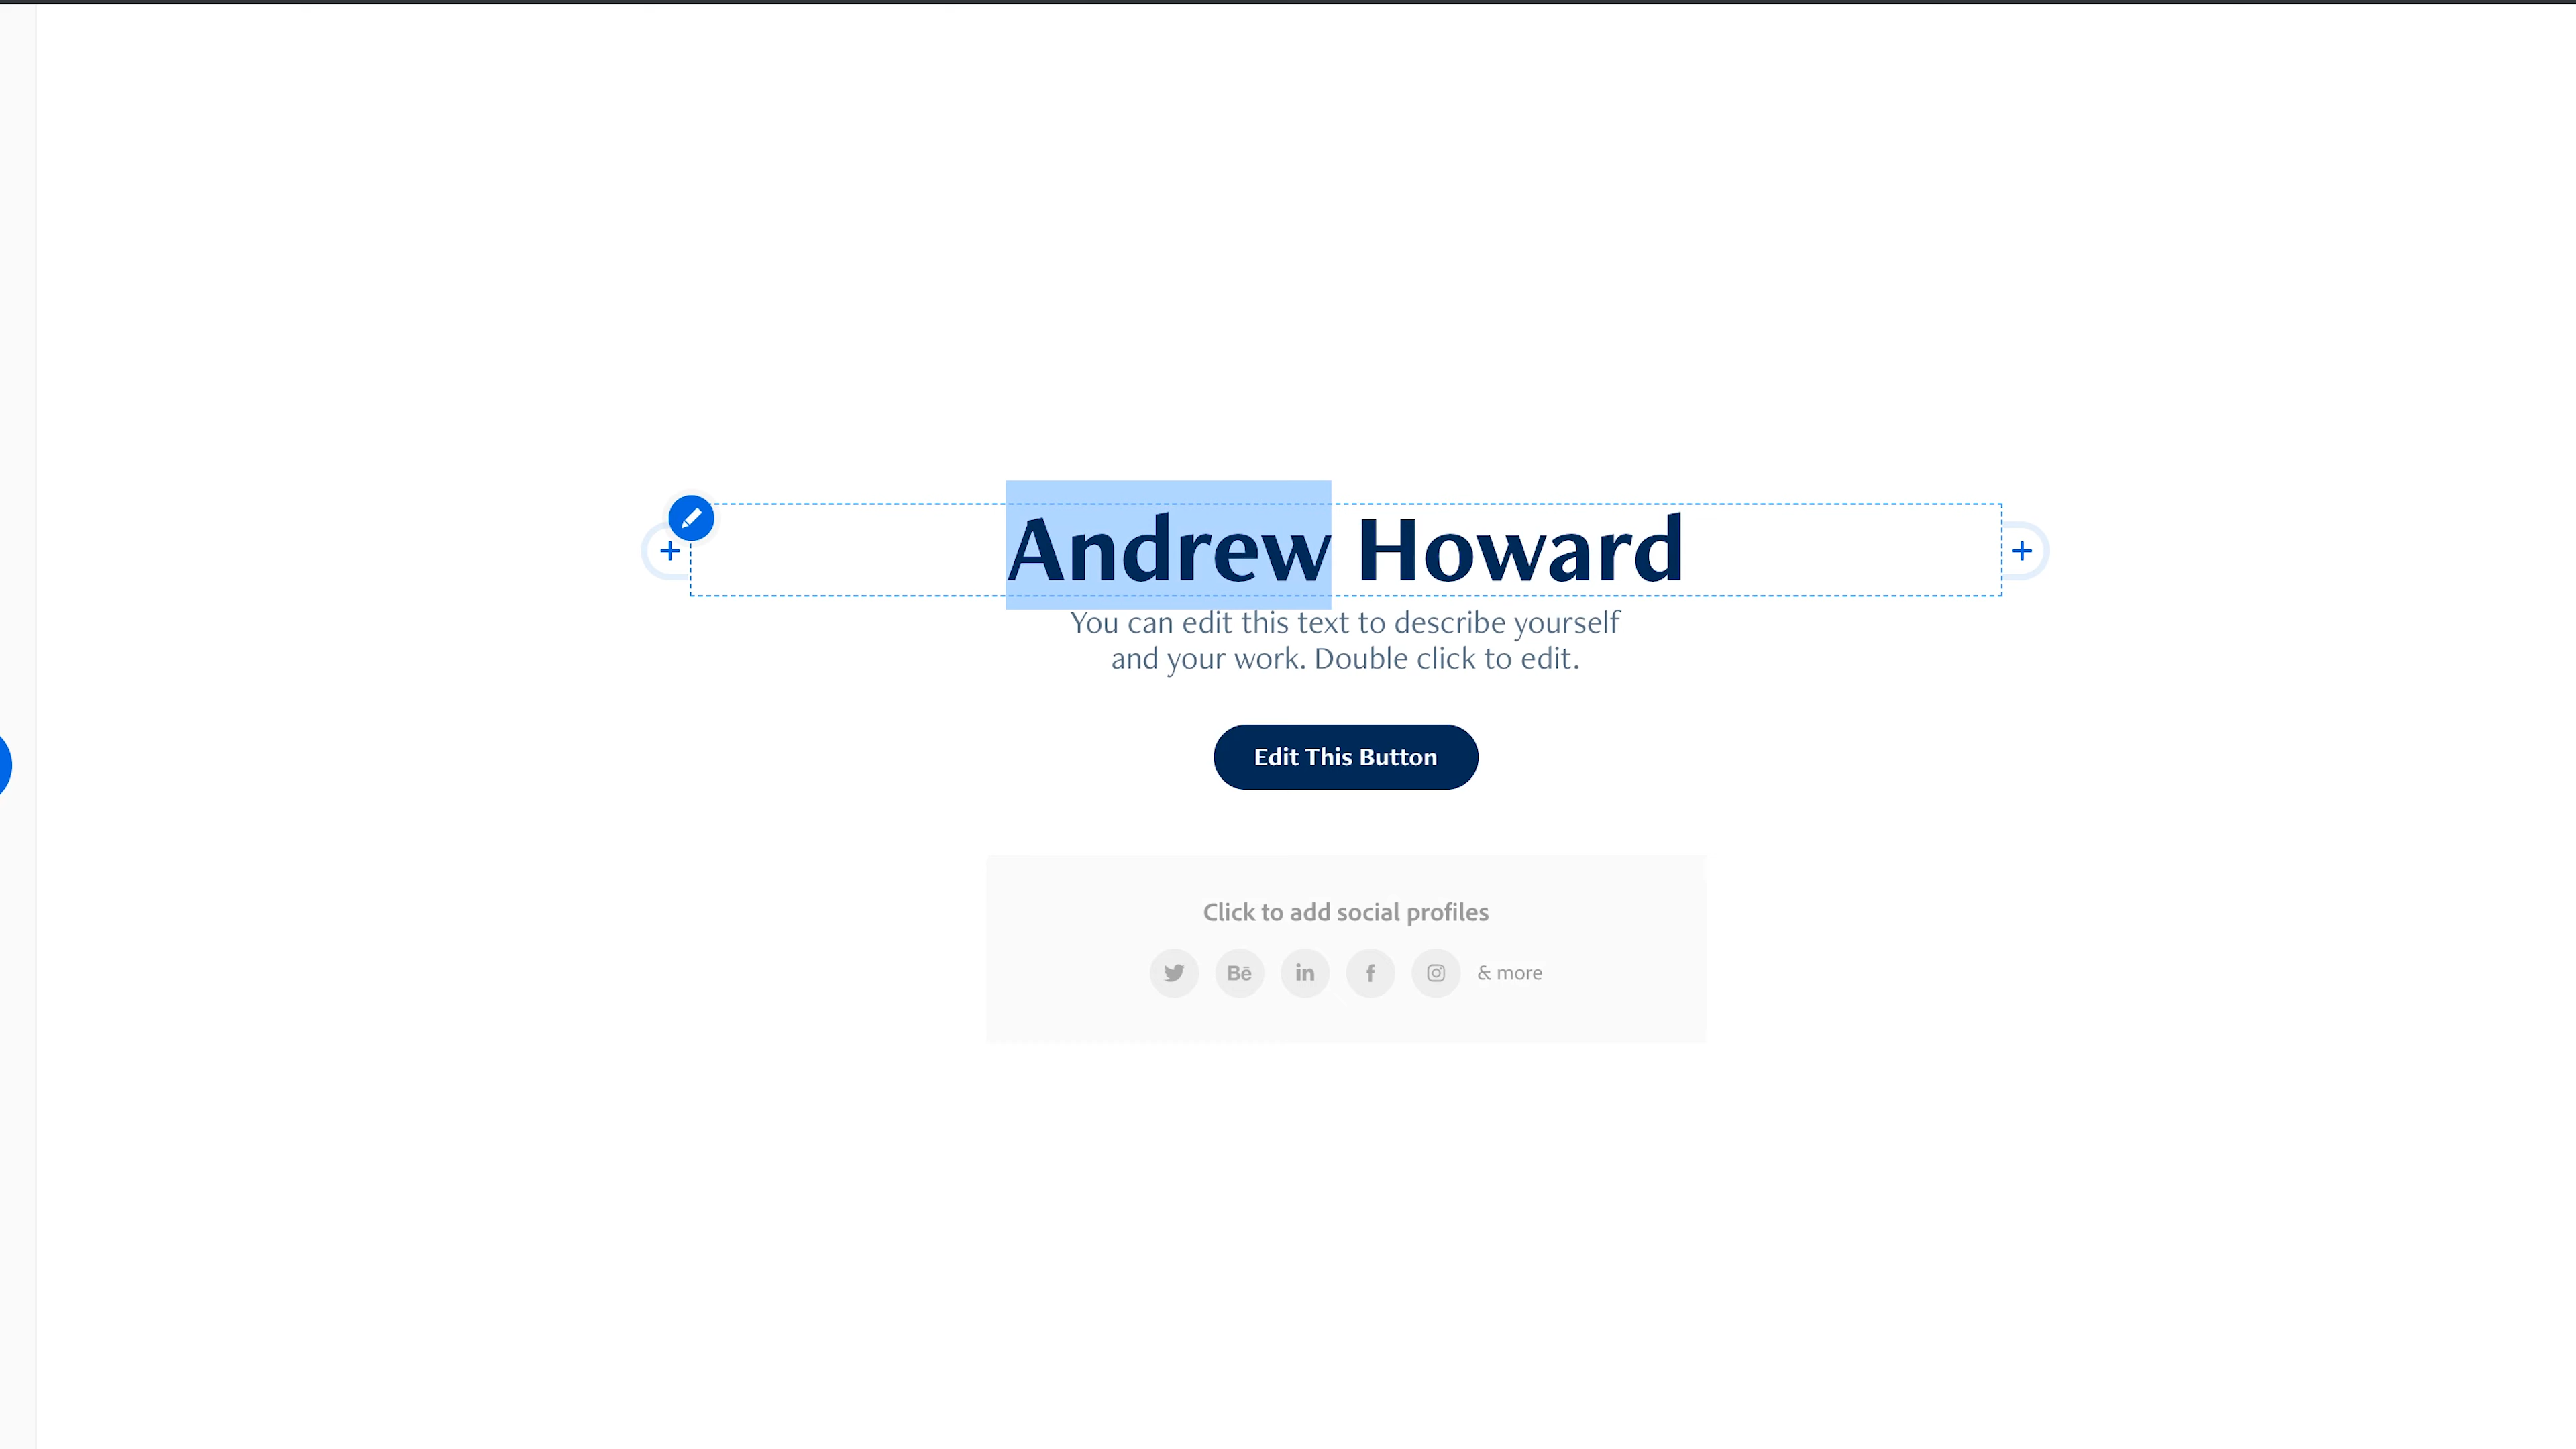 Andrew Howard
You can edit this text to describe yourself
and your work. Double click to edit.
Edit This Button
Click to add social profiles
Bē in f & more